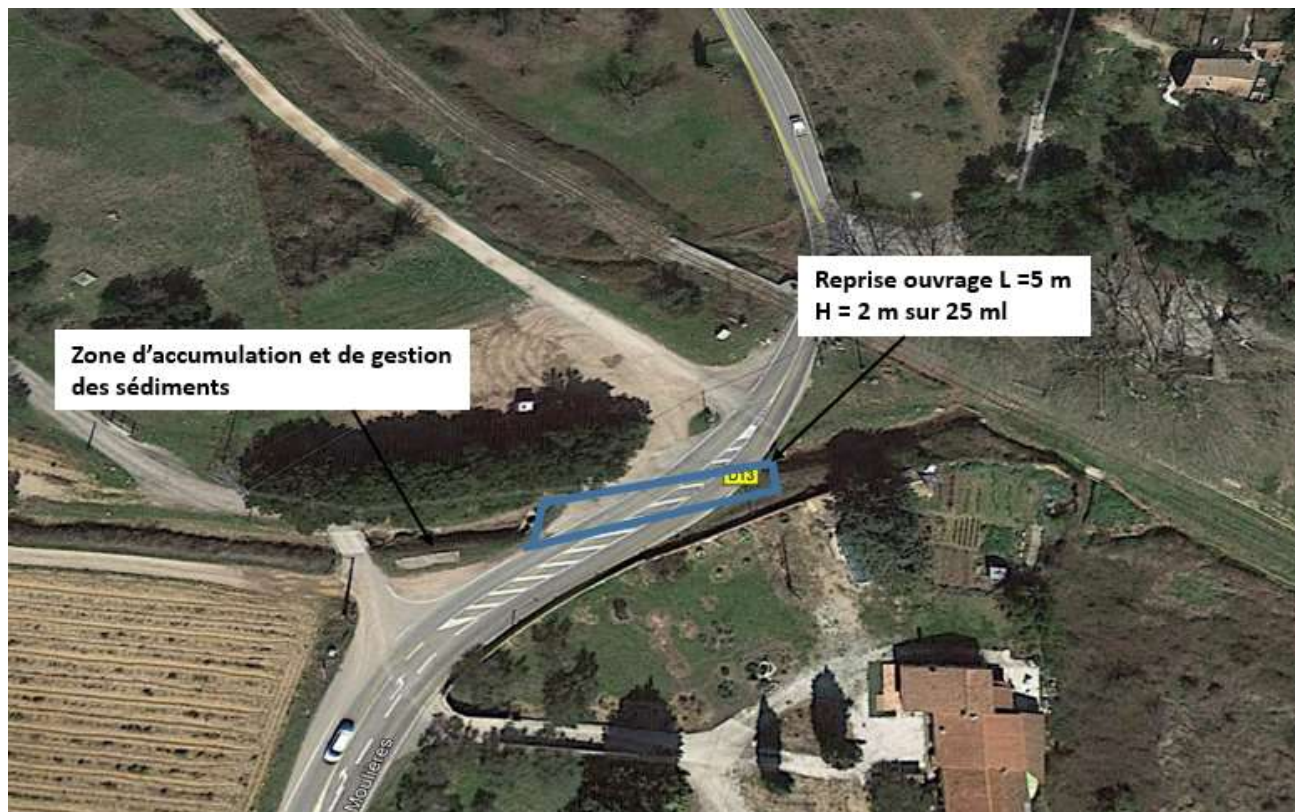 Reprise ouvrage L =5 m
H = 2 m sur 25 ml
Zone d’accumulation et de gestion
des sédiments
D13
Moulières